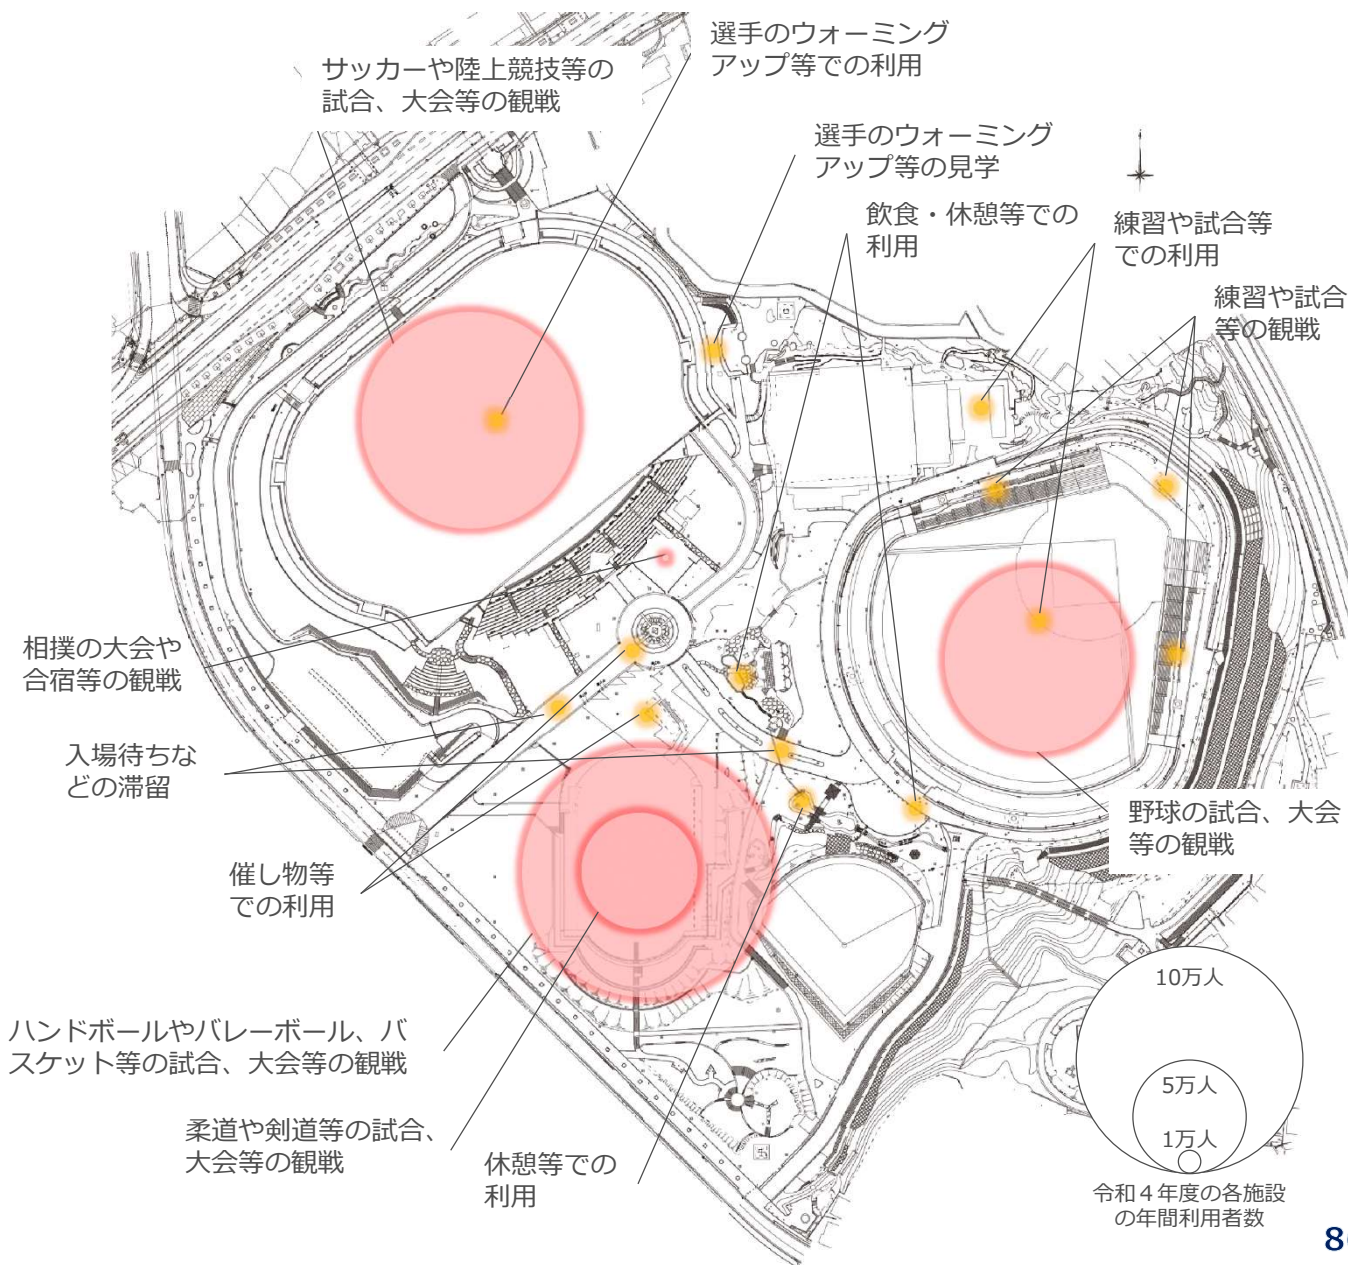 選手のウォーミング
アップ等での利用
サッカーや陸上競技等の
試合、大会等の観戦
選手のウォーミング
アップ等の見学
飲食・休憩等での
利用
練習や試合等
での利用
練習や試合
等の観戦
相撲の大会や
合宿等の観戦
入場待ちな
どの滞留
催し物等
での利用
野球の試合、大会
等の観戦
ハンドボールやバレーボール、バ
スケット等の試合、大会等の観戦
柔道や剣道等の試合、
大会等の観戦
休憩等での
利用
10万人
5万人
1万人
令和４年度の各施設
の年間利用者数